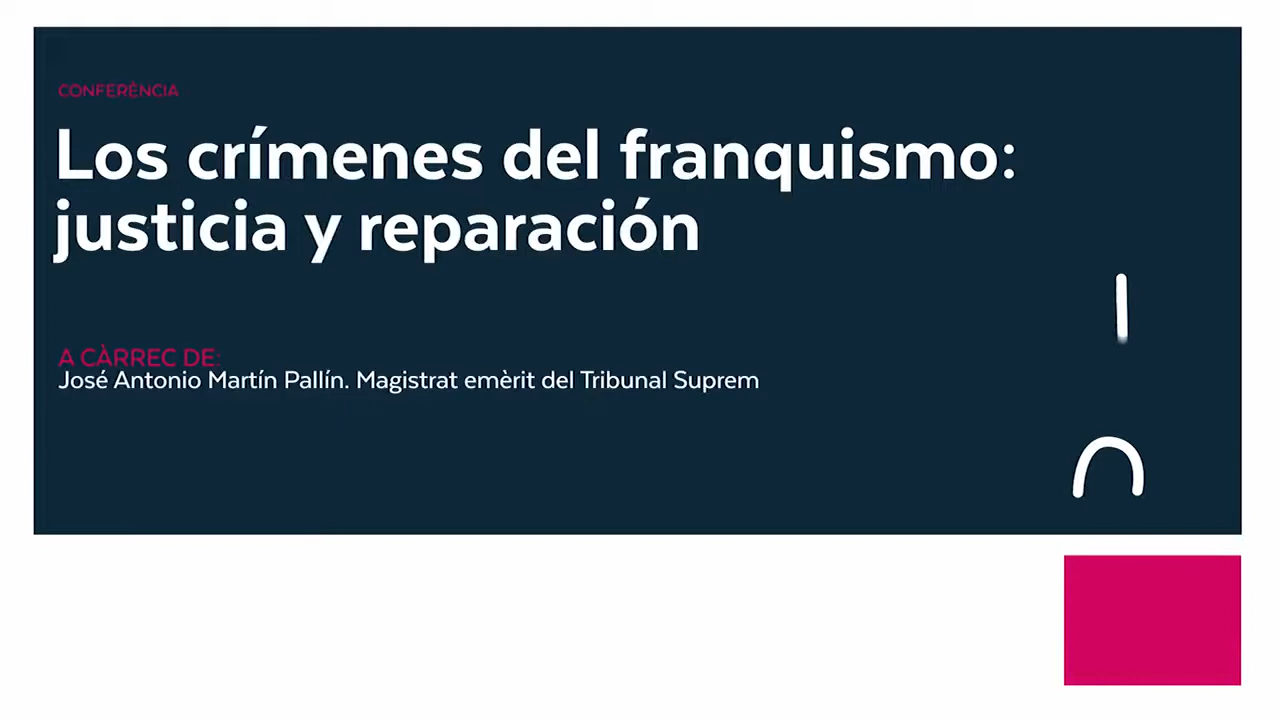 CONFERÈNCIA
Los crímenes del franquismo:
justicia y reparación
A CÀRREC DE:
José Antonio Martín Pallín. Magistrat emèrit del Tribunal Suprem